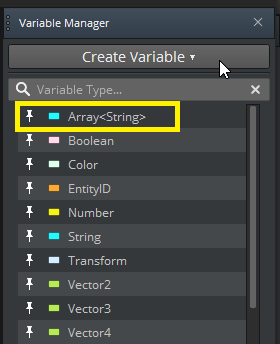 Variable Manager
Create Variable
Variable Type...
Array<String>
Boolean
Color
EntityID
Number
String
Transform
Vector2
Vector3
Vector4